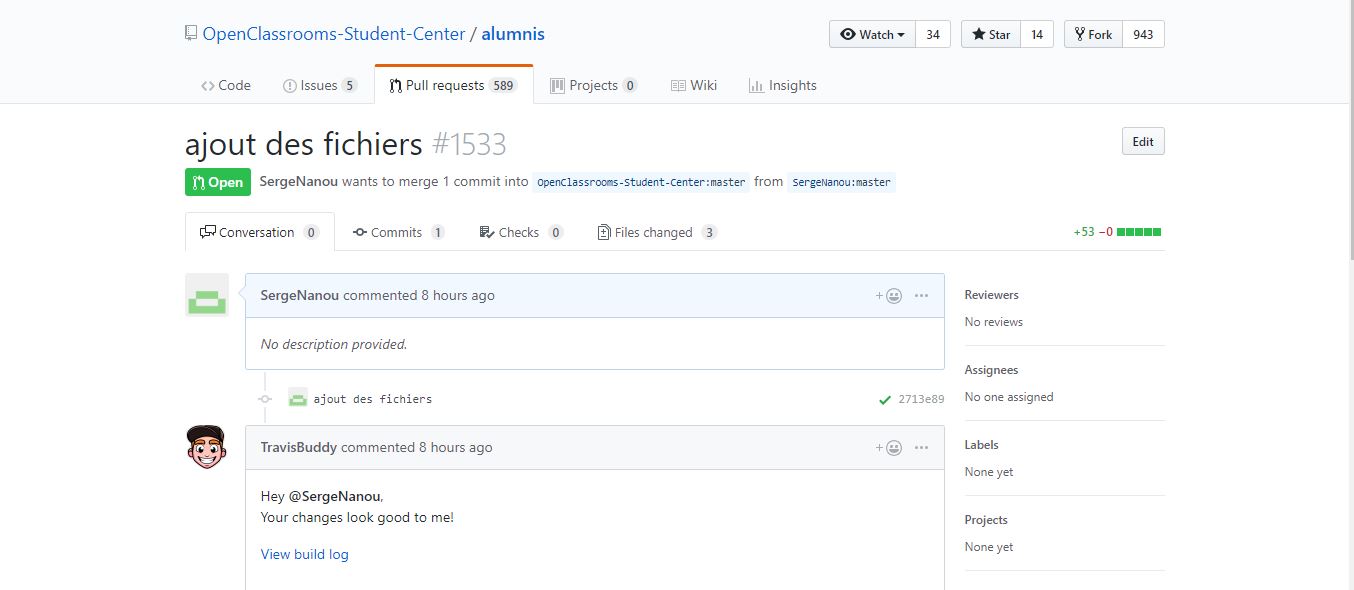 OpenClassrooms-Student-Center / alumnis
Watch 34 Star 14 Fork 943
Code Issues 5 Pull requests 589 Projects 0 Wiki Insights
ajout des fichiers #1533
Edit
Open SergeNanou wants to merge 1 commit into OpenClassrooms-Student-Center:master from SergeNanou:master
Conversation 0 Commits 1 Checks 0 Files changed 3 +53 −0
SergeNanou commented 8 hours ago
No description provided.
ajout des fichiers 2713e89
TravisBuddy commented 8 hours ago
Hey @SergeNanou,
Your changes look good to me!
View build log
Reviewers
No reviews
Assignees
No one assigned
Labels
None yet
Projects
None yet